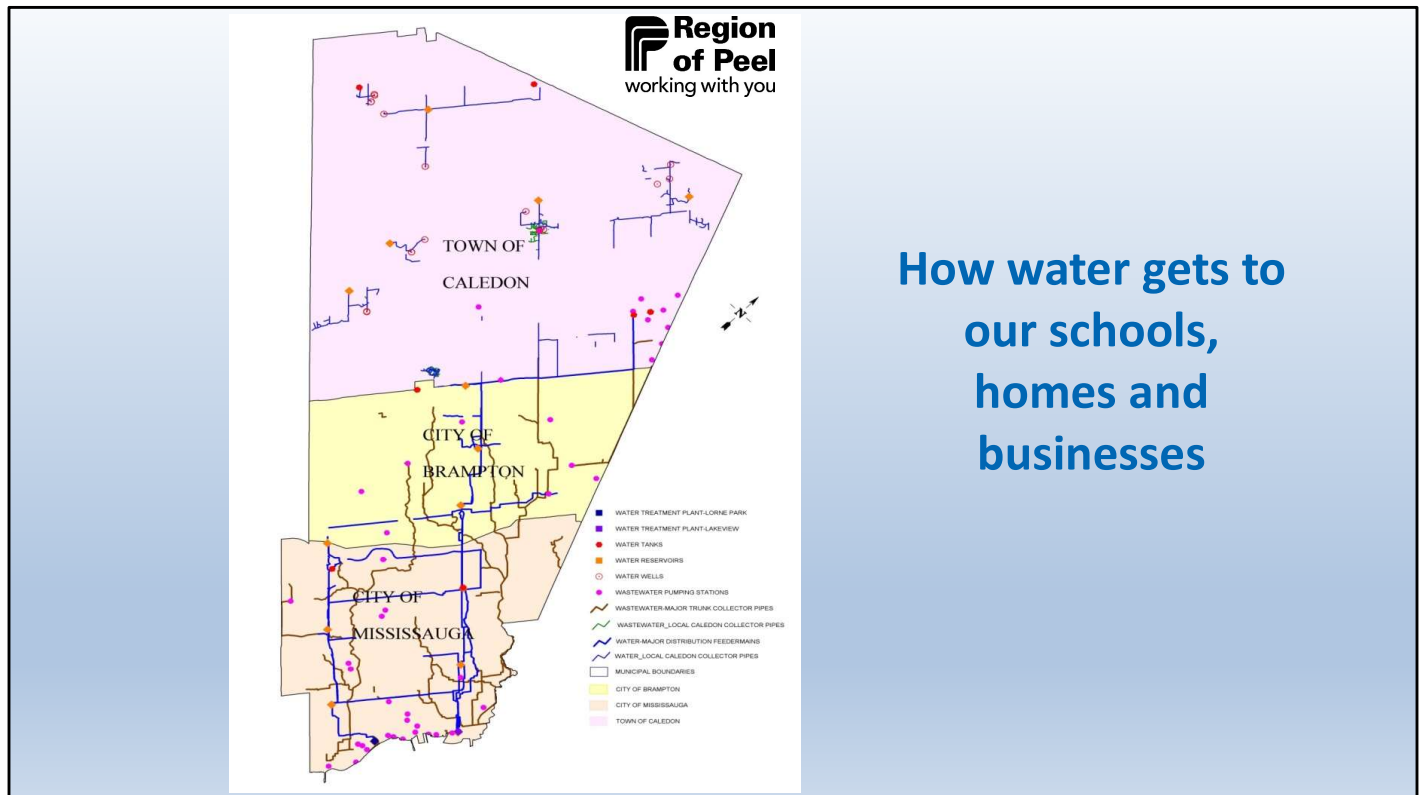 Region
of Peel
working with you
TOWN OF
CALEDON
N
CITY OF
BRAMPTON
CITY OF
MISSISSAUGA
WATER TREATMENT PLANT-LORNE PARK
WATER TREATMENT PLANT-LAKEVIEW
WATER TANKS
WATER RESERVOIRS
WATER WELLS
WASTEWATER PUMPING STATIONS
WASTEWATER-MAJOR TRUNK COLLECTOR PIPES
WASTEWATER_LOCAL CALEDON COLLECTOR PIPES
WATER-MAJOR DISTRIBUTION FEEDERMAINS
WATER_LOCAL CALEDON COLLECTOR PIPES
MUNICIPAL BOUNDARIES
CITY OF BRAMPTON
CITY OF MISSISSAUGA
TOWN OF CALEDON
How water gets to
our schools,
homes and
businesses